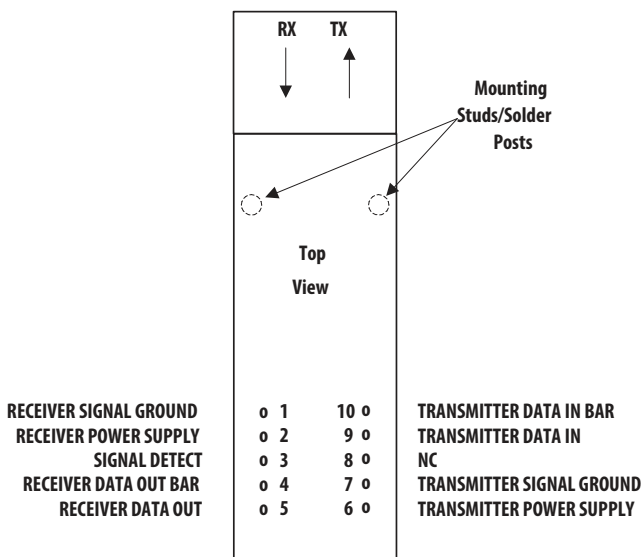 RX TX
Mounting
Studs/Solder
Posts
Top
View
RECEIVER SIGNAL GROUND o 1 10 o TRANSMITTER DATA IN BAR
RECEIVER POWER SUPPLY o 2 9 o TRANSMITTER DATA IN
SIGNAL DETECT o 3 8 o NC
RECEIVER DATA OUT BAR o 4 7 o TRANSMITTER SIGNAL GROUND
RECEIVER DATA OUT o 5 6 o TRANSMITTER POWER SUPPLY